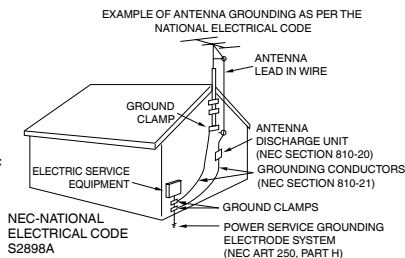 EXAMPLE OF ANTENNA GROUNDING AS PER THE
NATIONAL ELECTRICAL CODE
ANTENNA
LEAD IN WIRE
GROUND
CLAMP
ANTENNA
DISCHARGE UNIT
(NEC SECTION 810-20)
ELECTRIC SERVICE
EQUIPMENT
GROUNDING CONDUCTORS
(NEC SECTION 810-21)
GROUND CLAMPS
NEC-NATIONAL
ELECTRICAL CODE
S2898A
POWER SERVICE GROUNDING
ELECTRODE SYSTEM
(NEC ART 250, PART H)